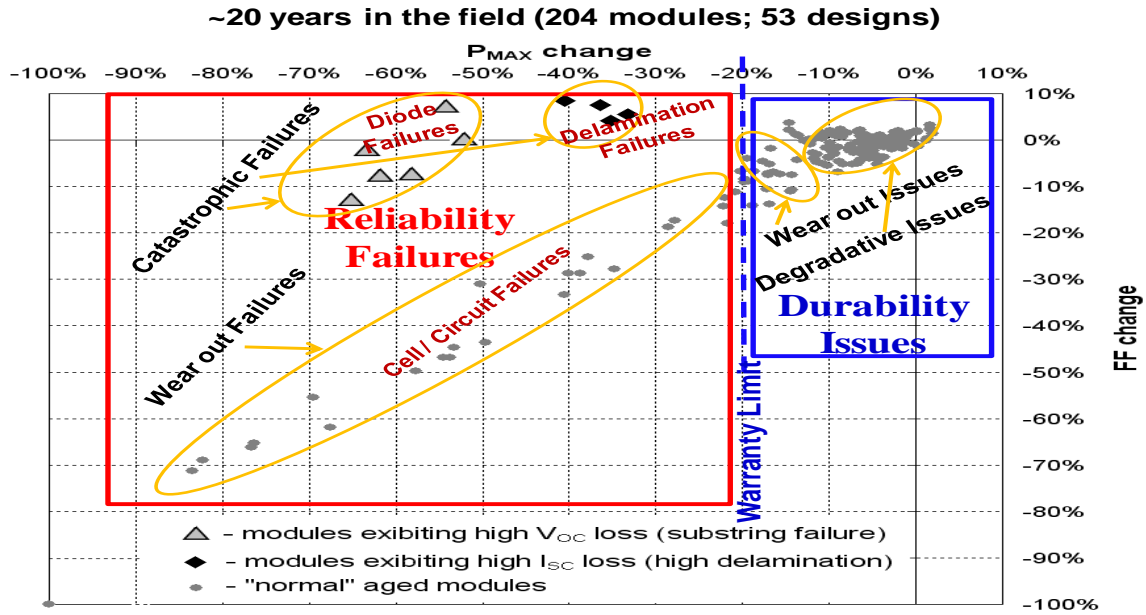 ~20 years in the field (204 modules; 53 designs)
PMAX change
-100% -90% -80% -70% -60% -50% -40% -30% -20% -10% 0% 10%
10%
0%
-10%
-20%
-30%
-40%
-50%
-60%
-70%
-80%
-90%
-100%
FF change
Catastrophic Failures
Diode
Failures
Delamination
Failures
Reliability
Failures
Wear out Failures
Cell / Circuit Failures
Warranty Limit
Wear out Issues
Degradative Issues
Durability
Issues
- modules exibiting high VOC loss (substring failure)
- modules exibiting high ISC loss (high delamination)
- "normal" aged modules